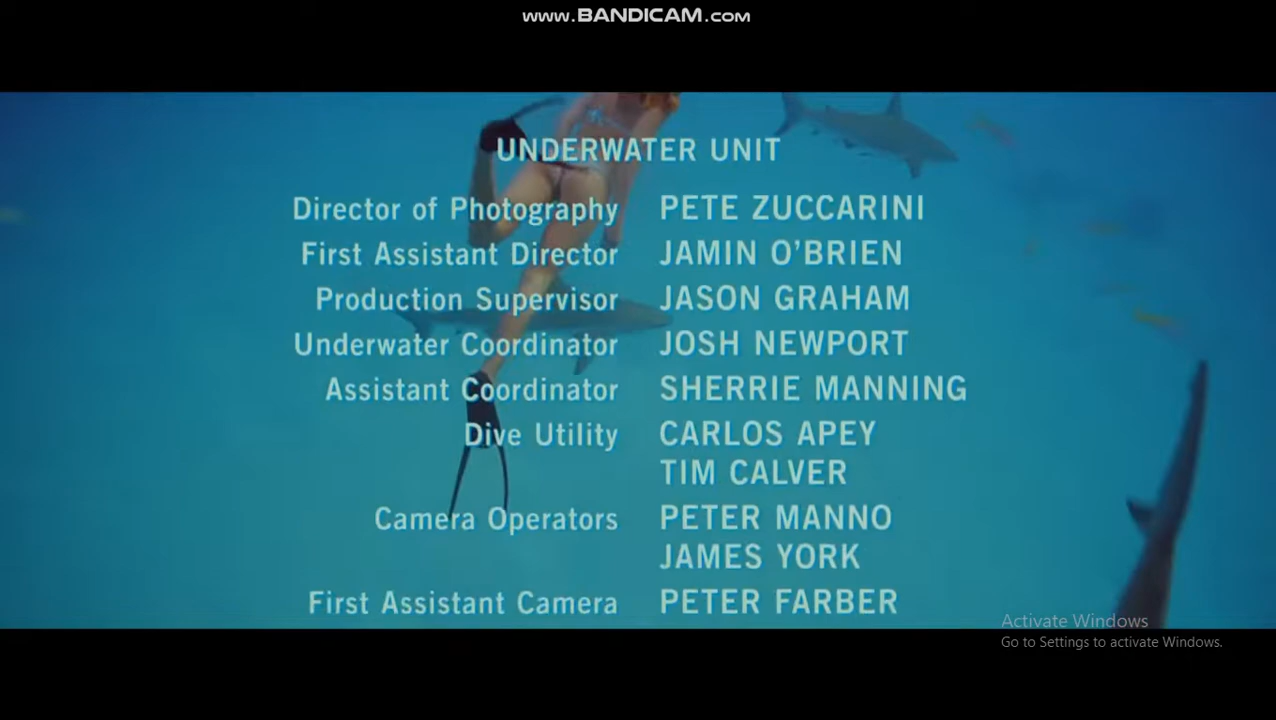 www.BANDICAM.com
UNDERWATER UNIT
Director of Photography PETE ZUCCARINI
First Assistant Director JAMIN O'BRIEN
Production Supervisor JASON GRAHAM
Underwater Coordinator JOSH NEWPORT
Assistant Coordinator SHERRIE MANNING
Dive Utility CARLOS APEY
TIM CALVER
Camera Operators PETER MANNO
JAMES YORK
First Assistant Camera PETER FARBER
Activate Windows
Go to Settings to activate Windows.